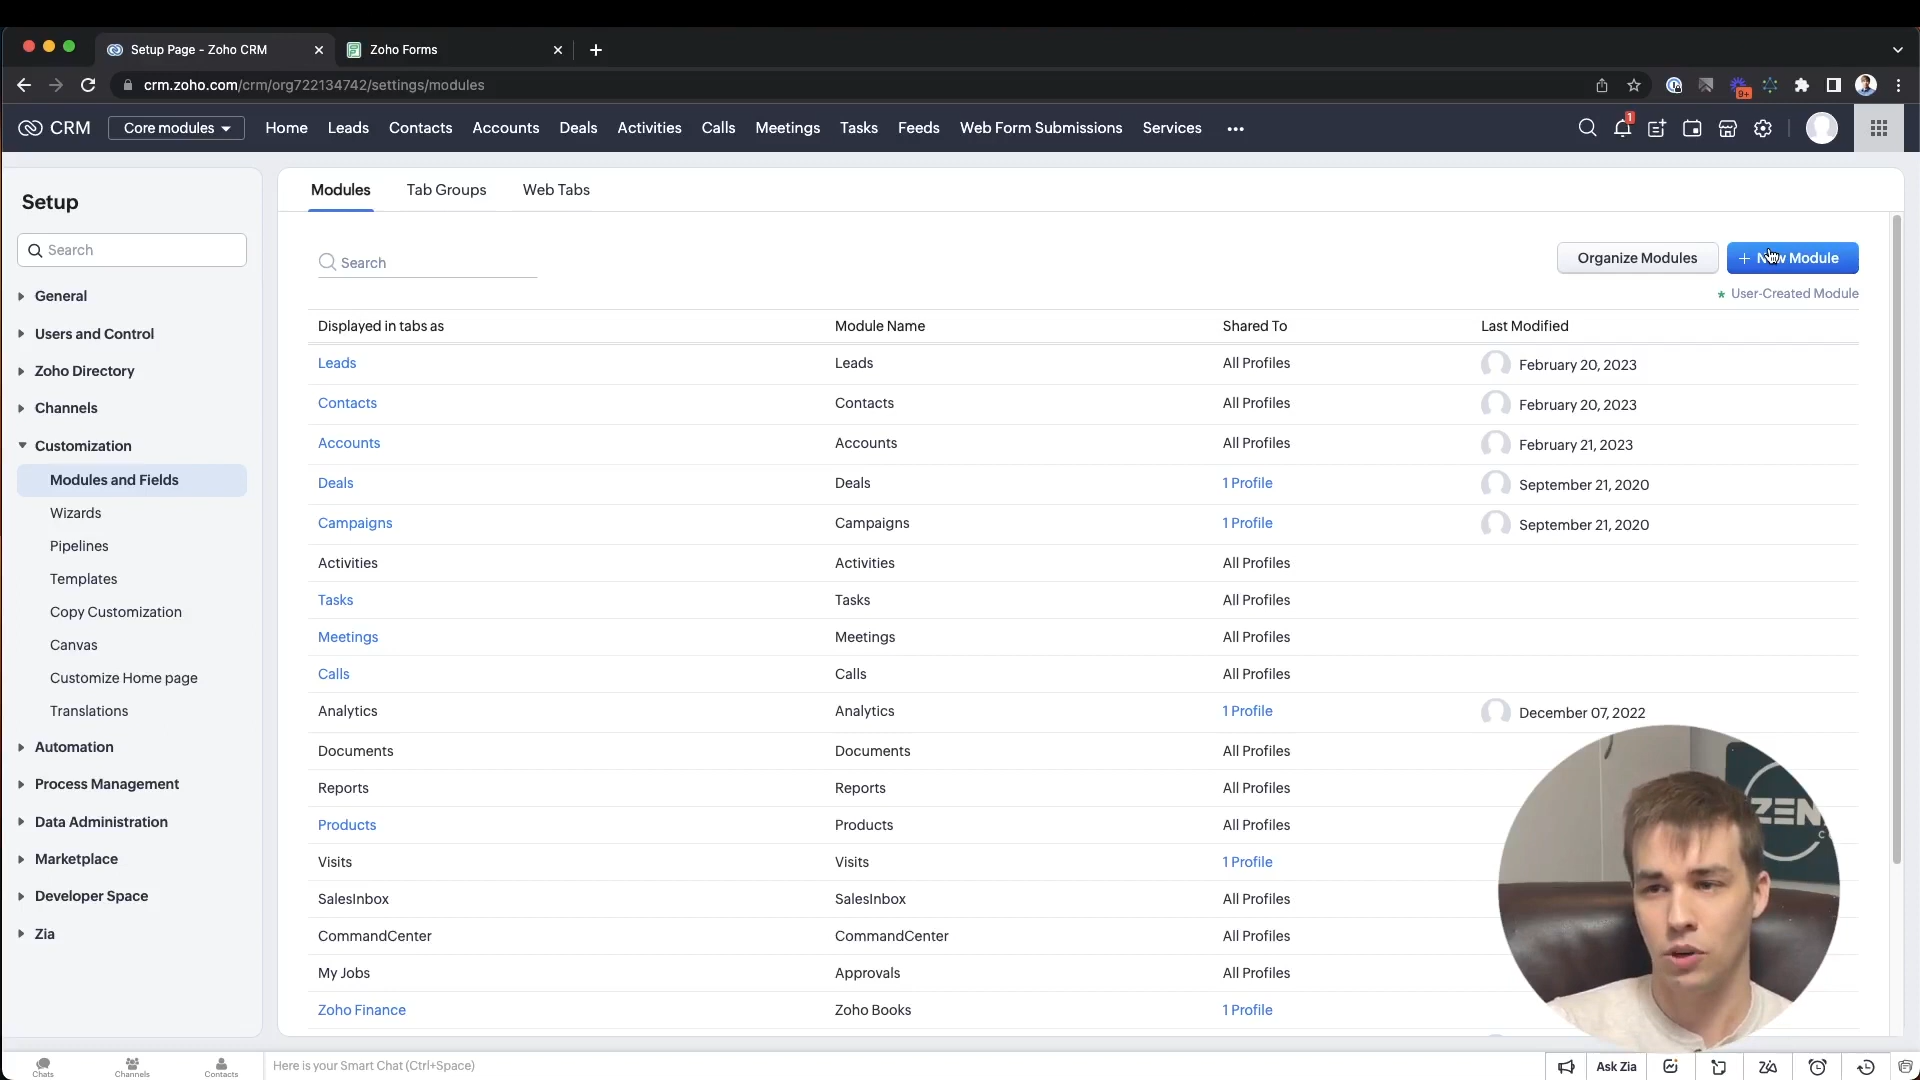 Setup Page - Zoho CRM
Zoho Forms
crm.zoho.com/crm/org722134742/settings/modules
9+
CRM
Core modules
Home
Leads
Contacts
Accounts
Deals
Activities
Calls
Meetings
Tasks
Feeds
Web Form Submissions
Services
1
Setup
Search
General
Users and Control
Zoho Directory
Channels
Customization
Modules and Fields
Wizards
Pipelines
Templates
Copy Customization
Canvas
Customize Home page
Translations
Automation
Process Management
Data Administration
Marketplace
Developer Space
Zia
Modules
Tab Groups
Web Tabs
Search
Organize Modules
+ New Module
* User-Created Module
Displayed in tabs as Module Name Shared To Last Modified
Leads Leads All Profiles February 20, 2023
Contacts Contacts All Profiles February 20, 2023
Accounts Accounts All Profiles February 21, 2023
Deals Deals 1 Profile September 21, 2020
Campaigns Campaigns 1 Profile September 21, 2020
Activities Activities All Profiles
Tasks Tasks All Profiles
Meetings Meetings All Profiles
Calls Calls All Profiles
Analytics Analytics 1 Profile December 07, 2022
Documents Documents All Profiles
Reports Reports All Profiles
Products Products All Profiles
Visits Visits 1 Profile
SalesInbox SalesInbox All Profiles
CommandCenter CommandCenter All Profiles
My Jobs Approvals All Profiles
Zoho Finance Zoho Books 1 Profile
ZEN
Chats
Channels
Contacts
Here is your Smart Chat (Ctrl+Space)
Ask Zia